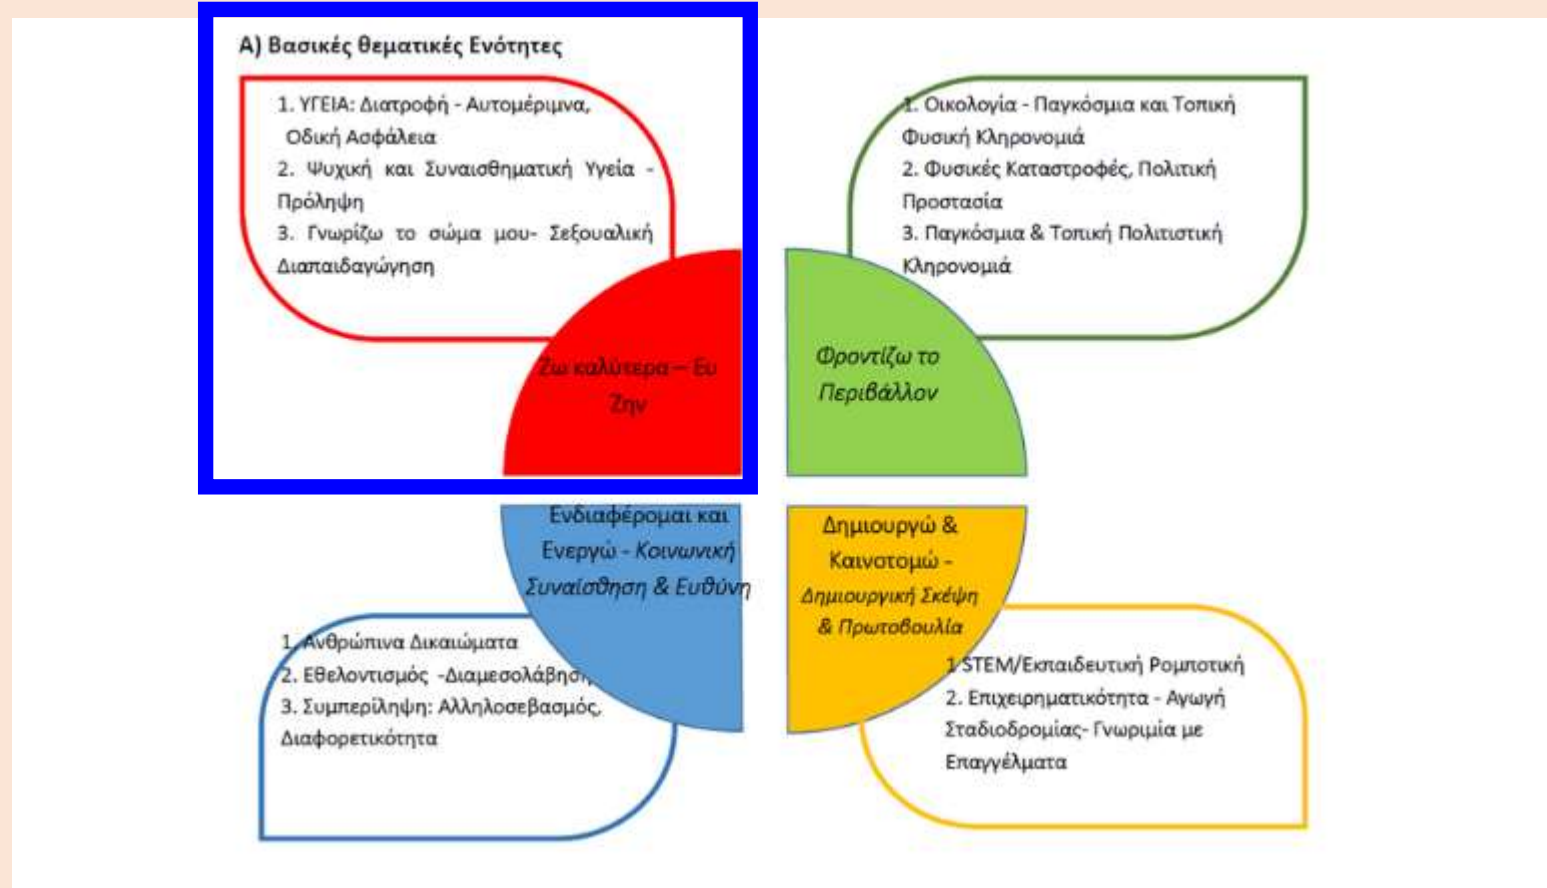 Α) Βασικές θεματικές Ενότητες
1. ΥΓΕΙΑ: Διατροφή - Αυτομέριμνα,
Οδική Ασφάλεια
2. Ψυχική και Συναισθηματική Υγεία -
Πρόληψη
3. Γνωρίζω το σώμα μου- Σεξουαλική
Διαπαιδαγώγηση
Ζω καλύτερα – Ευ
Ζην
1. Οικολογία - Παγκόσμια και Τοπική
Φυσική Κληρονομιά
2. Φυσικές Καταστροφές, Πολιτική
Προστασία
3. Παγκόσμια & Τοπική Πολιτιστική
Κληρονομιά
Φροντίζω το
Περιβάλλον
Ενδιαφέρομαι και
Ενεργώ - Κοινωνική
Συναίσθηση & Ευθύνη
1. Ανθρώπινα Δικαιώματα
2. Εθελοντισμός -Διαμεσολάβηση
3. Συμπερίληψη: Αλληλοσεβασμός,
Διαφορετικότητα
Δημιουργώ &
Καινοτομώ -
Δημιουργική Σκέψη
& Πρωτοβουλία
1 STEM/Εκπαιδευτική Ρομποτική
2. Επιχειρηματικότητα - Αγωγή
Σταδιοδρομίας- Γνωριμία με
Επαγγέλματα